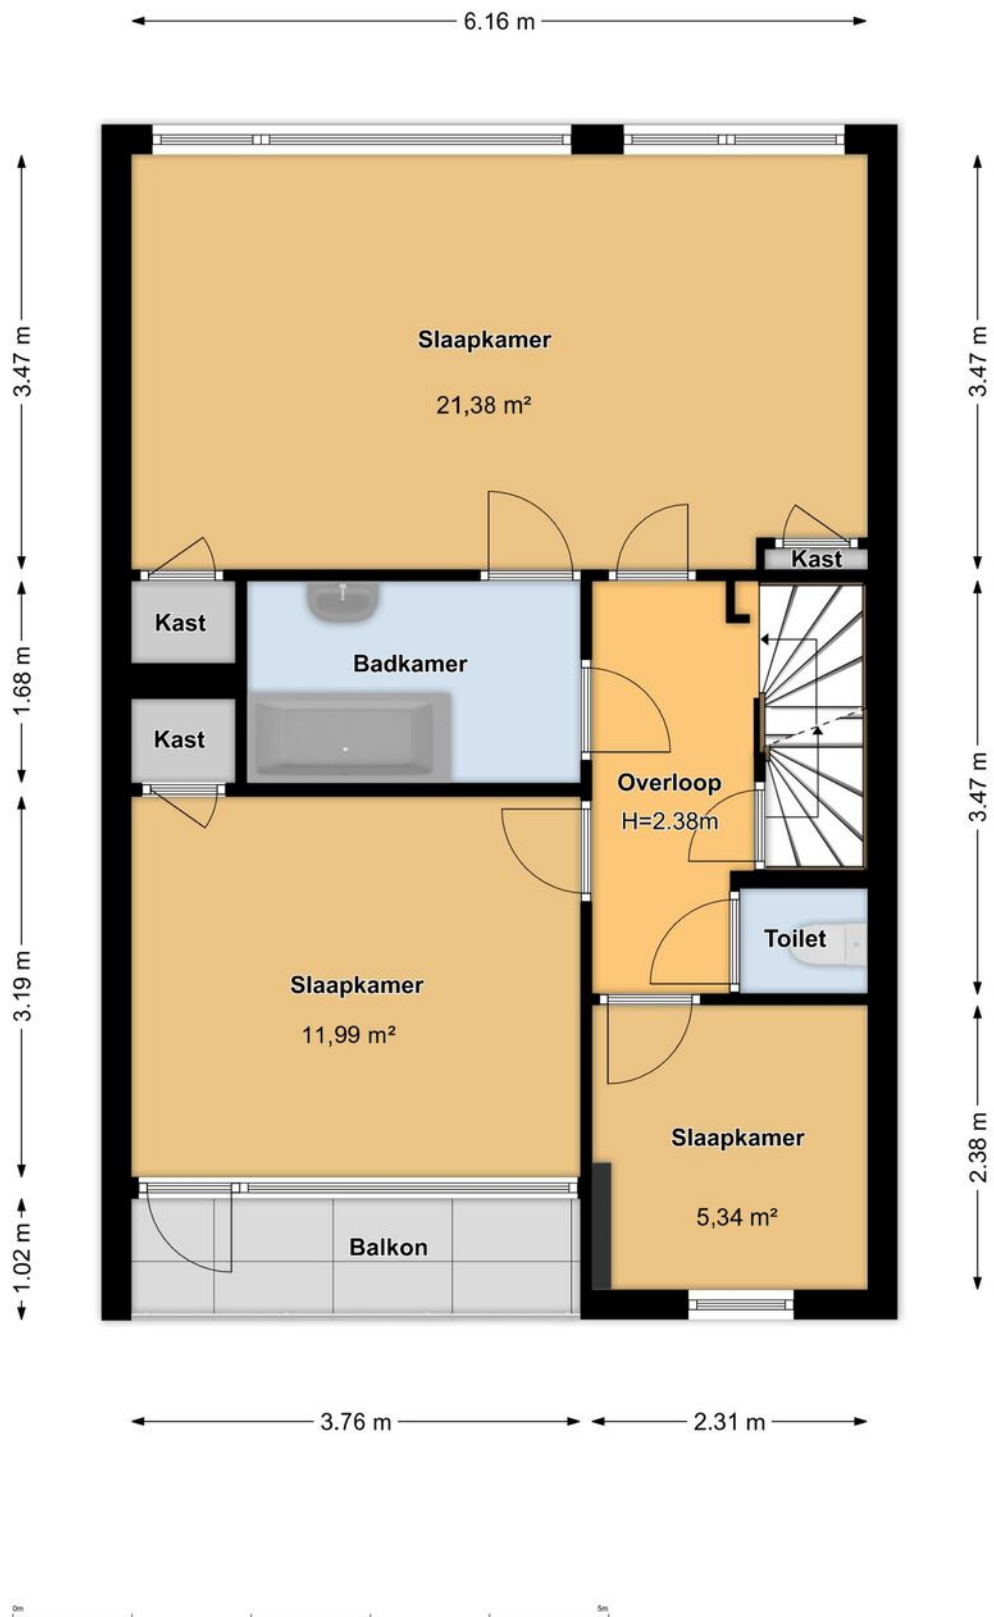 6.16 m
3.47 m
3.47 m
Slaapkamer
21,38 m²
Kast
Kast
Badkamer
1.68 m
Kast
Overloop
H=2.38m
3.47 m
Toilet
3.19 m
Slaapkamer
11,99 m²
Slaapkamer
5,34 m²
2.38 m
Balkon
1.02 m
3.76 m
2.31 m
0m
5m